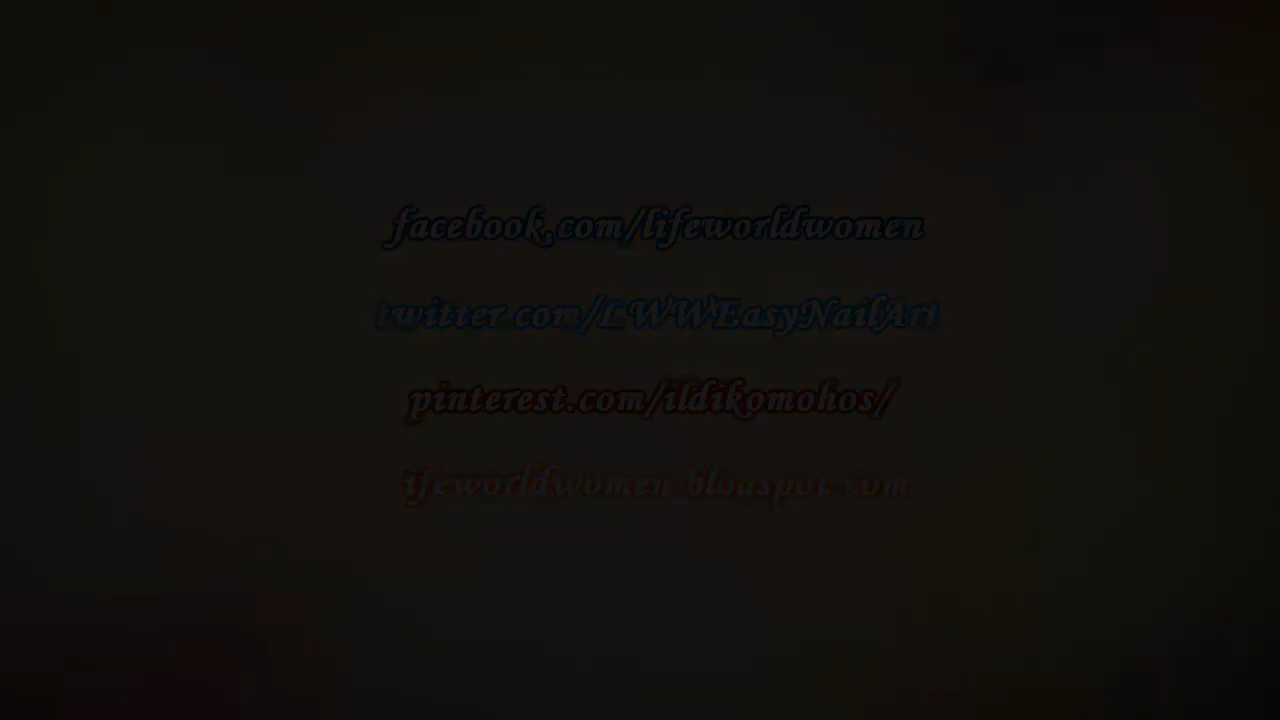 facebook.com/lifeworldwomen
twitter.com/LWWEasyNailArt
pinterest.com/ildikomohos/
lifeworldwomen.blogspot.com